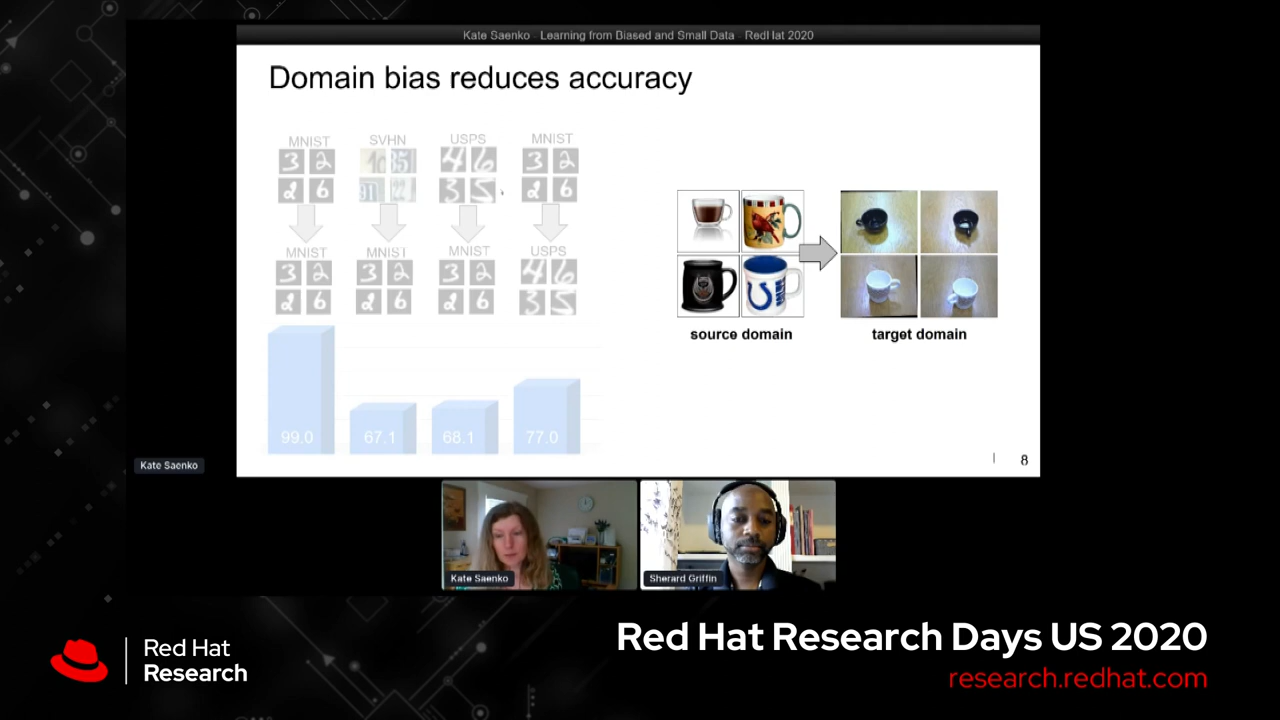 Kate Saenko - Learning from Biased and Small Data - RedHat 2020
Domain bias reduces accuracy
MNIST SVHN USPS MNIST
MNIST MNIST MNIST USPS
99.0 67.1 68.1 77.0
source domain target domain
8
Kate Saenko
Kate Saenko
Sherard Griffin
Red Hat
Research
Red Hat Research Days US 2020
research.redhat.com